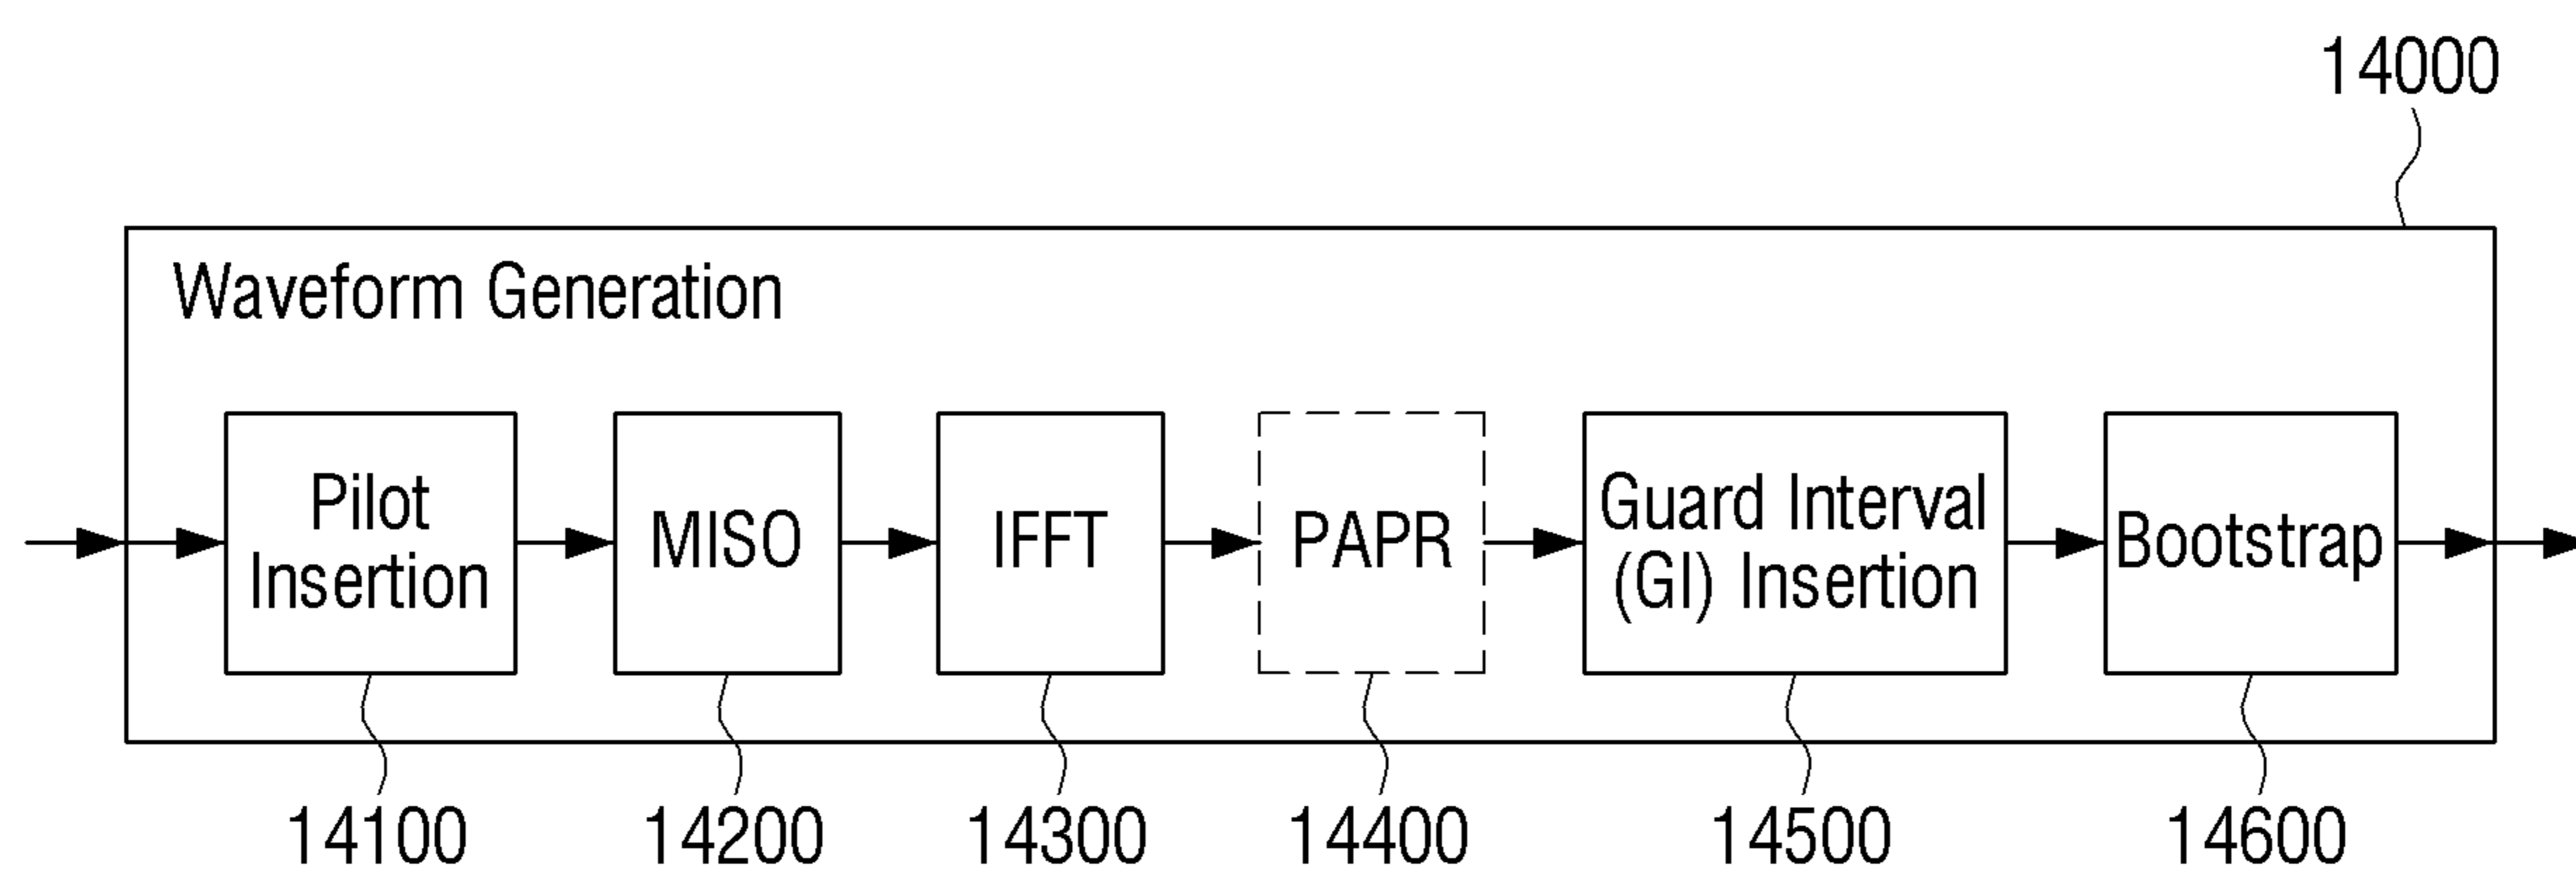 14000
Waveform Generation
Pilot
Insertion
MISO
IFFT
PAPR
Guard Interval
(GI) Insertion
Bootstrap
14100
14200
14300
14400
14500
14600